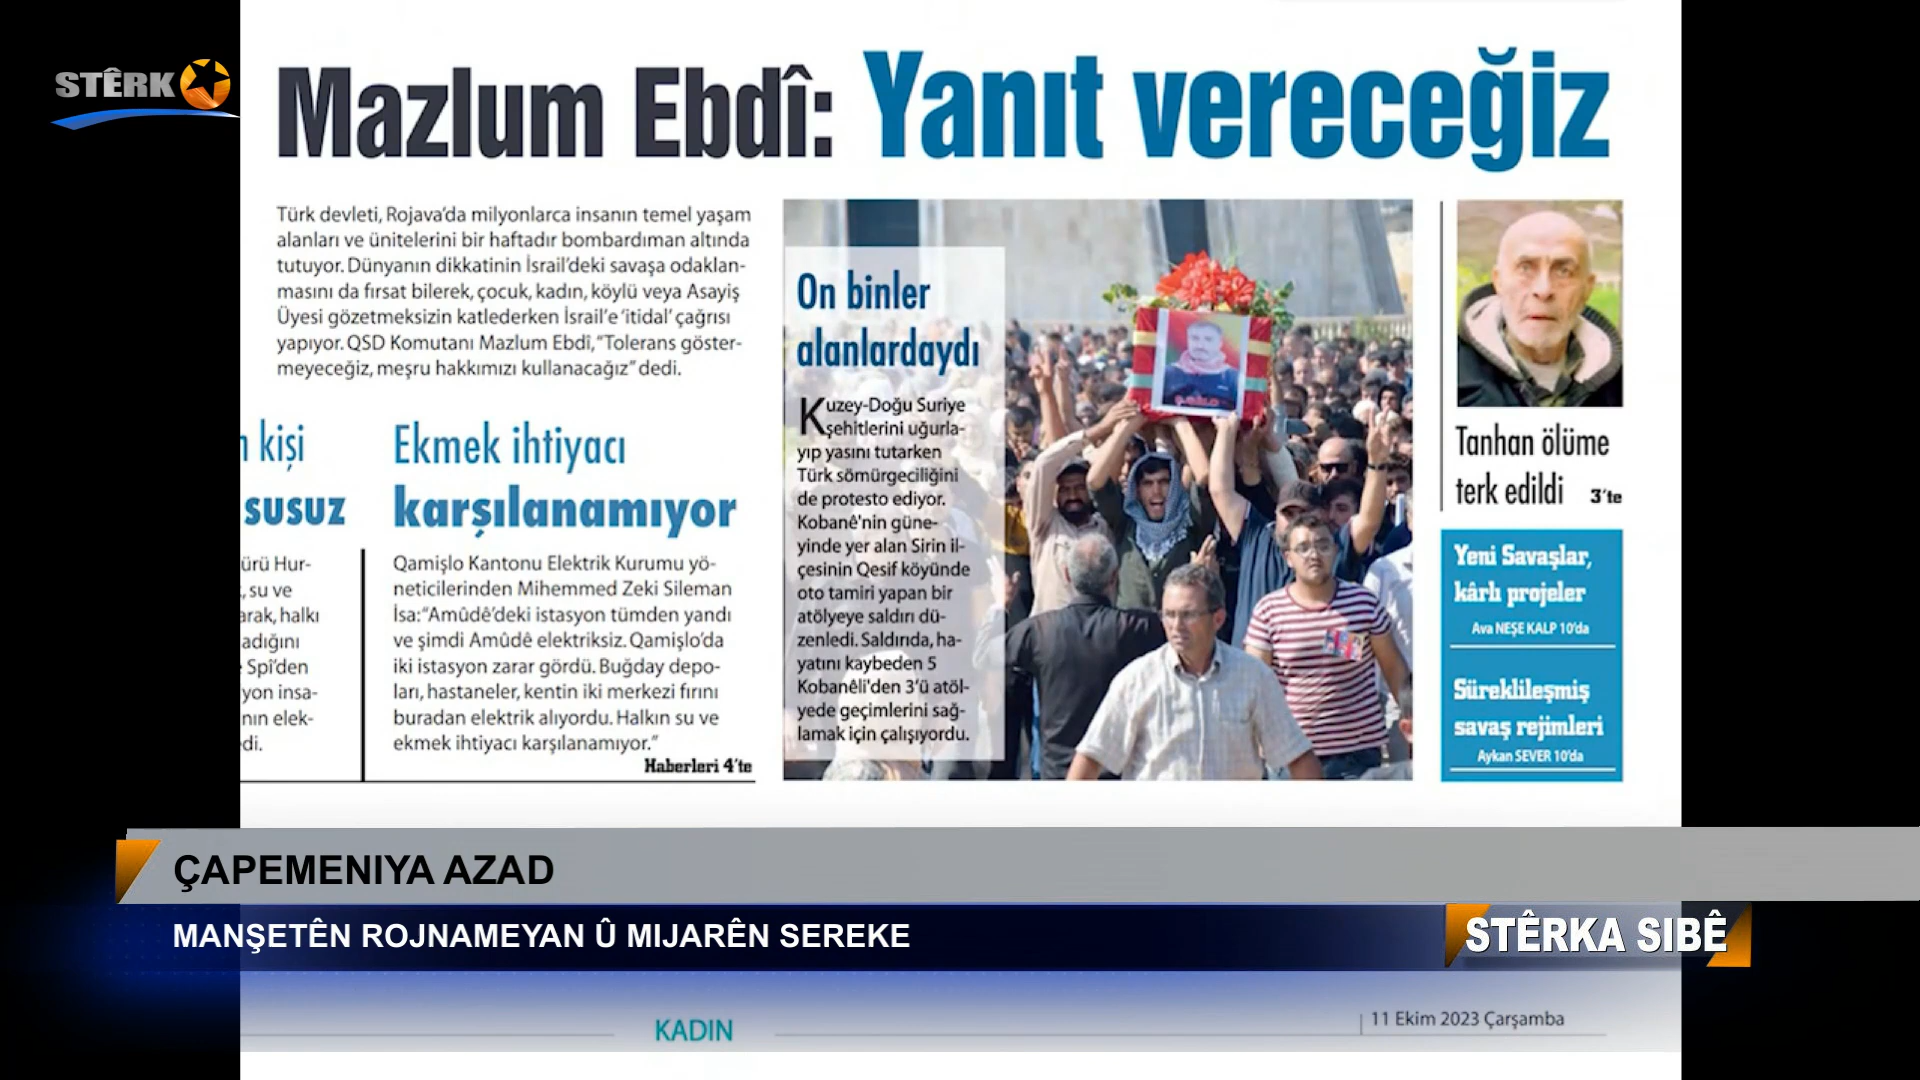 STÊRK
Mazlum Ebdî: Yanıt vereceğiz
Türk devleti, Rojava'da milyonlarca insanın temel yaşam
alanları ve ünitelerini bir haftadır bombardıman altında
tutuyor. Dünyanın dikkatinin İsrail'deki savaşa odaklan-
masını da fırsat bilerek, çocuk, kadın, köylü veya Asayiş
Üyesi gözetmeksizin katlederken İsrail'e 'itidal' çağrısı
yapıyor. QSD Komutanı Mazlum Ebdî, "Tolerans göster-
meyeceğiz, meşru hakkımızı kullanacağız" dedi.
kişi
susuz
ürü Hur-
, su ve
arak, halkı
adığını
Spî'den
yon insa-
nın elek-
di.
Ekmek ihtiyacı
karşılanamıyor
Qamişlo Kantonu Elektrik Kurumu yö-
neticilerinden Mihemmed Zeki Sileman
İsa: "Amûdê'deki istasyon tümden yandı
ve şimdi Amûdê elektriksiz. Qamişlo'da
iki istasyon zarar gördü. Buğday depo-
ları, hastaneler, kentin iki merkezi fırını
buradan elektrik alıyordu. Halkın su ve
ekmek ihtiyacı karşılanamıyor."
Haberleri 4'te
On binler
alanlardaydı
Kuzey-Doğu Suriye
şehitlerini uğurla-
yıp yasını tutarken
Türk sömürgeciliğini
de protesto ediyor.
Kobanê'nin güne-
yinde yer alan Sirin il-
çesinin Qesif köyünde
oto tamiri yapan bir
atölyeye saldırı dü-
zenledi. Saldırıda, ha-
yatını kaybeden 5
Kobanêli'den 3'ü atöl-
yede geçimlerini sağ-
lamak için çalışıyordu.
Tanhan ölüme
terk edildi 3'te
Yeni Savaşlar,
kârlı projeler
Ava NEŞE KALP 10'da
Süreklileşmiş
savaş rejimleri
Aykan SEVER 10'da
ÇAPEMENIYA AZAD
MANŞETÊN ROJNAMEYAN Û MIJARÊN SEREKE
STÊRKA SIBÊ
KADIN
11 Ekim 2023 Çarşamba